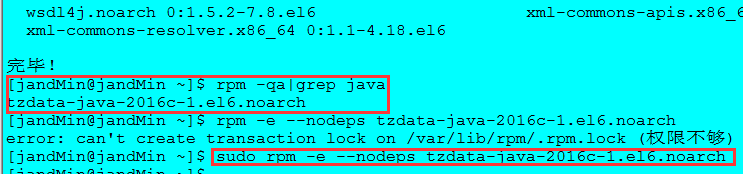 wsdl4j.noarch 0:1.5.2-7.8.el6 xml-commons-apis.x86_6
xml-commons-resolver.x86_64 0:1.1-4.18.el6
完毕！
[jandMin@jandMin ~]$ rpm -qa|grep java
tzdata-java-2016c-1.el6.noarch
[jandMin@jandMin ~]$ rpm -e --nodeps tzdata-java-2016c-1.el6.noarch
error: can't create transaction lock on /var/lib/rpm/.rpm.lock (权限不够)
[jandMin@jandMin ~]$ sudo rpm -e --nodeps tzdata-java-2016c-1.el6.noarch